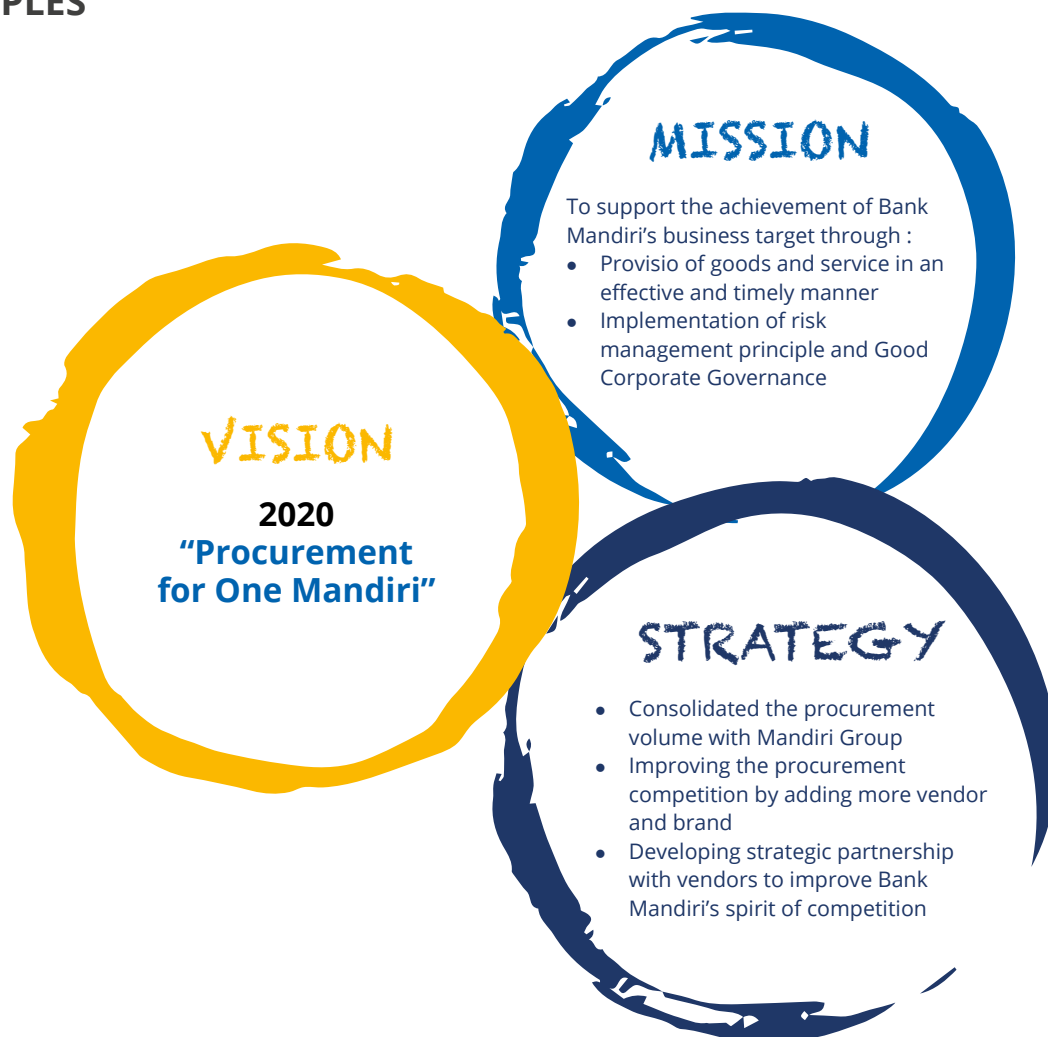 PLES
MISSION
To support the achievement of Bank
Mandiri’s business target through :
● Provisio of goods and service in an
effective and timely manner
● Implementation of risk
management principle and Good
Corporate Governance
VISION
2020
“Procurement
for One Mandiri”
STRATEGY
● Consolidated the procurement
volume with Mandiri Group
● Improving the procurement
competition by adding more vendor
and brand
● Developing strategic partnership
with vendors to improve Bank
Mandiri’s spirit of competition